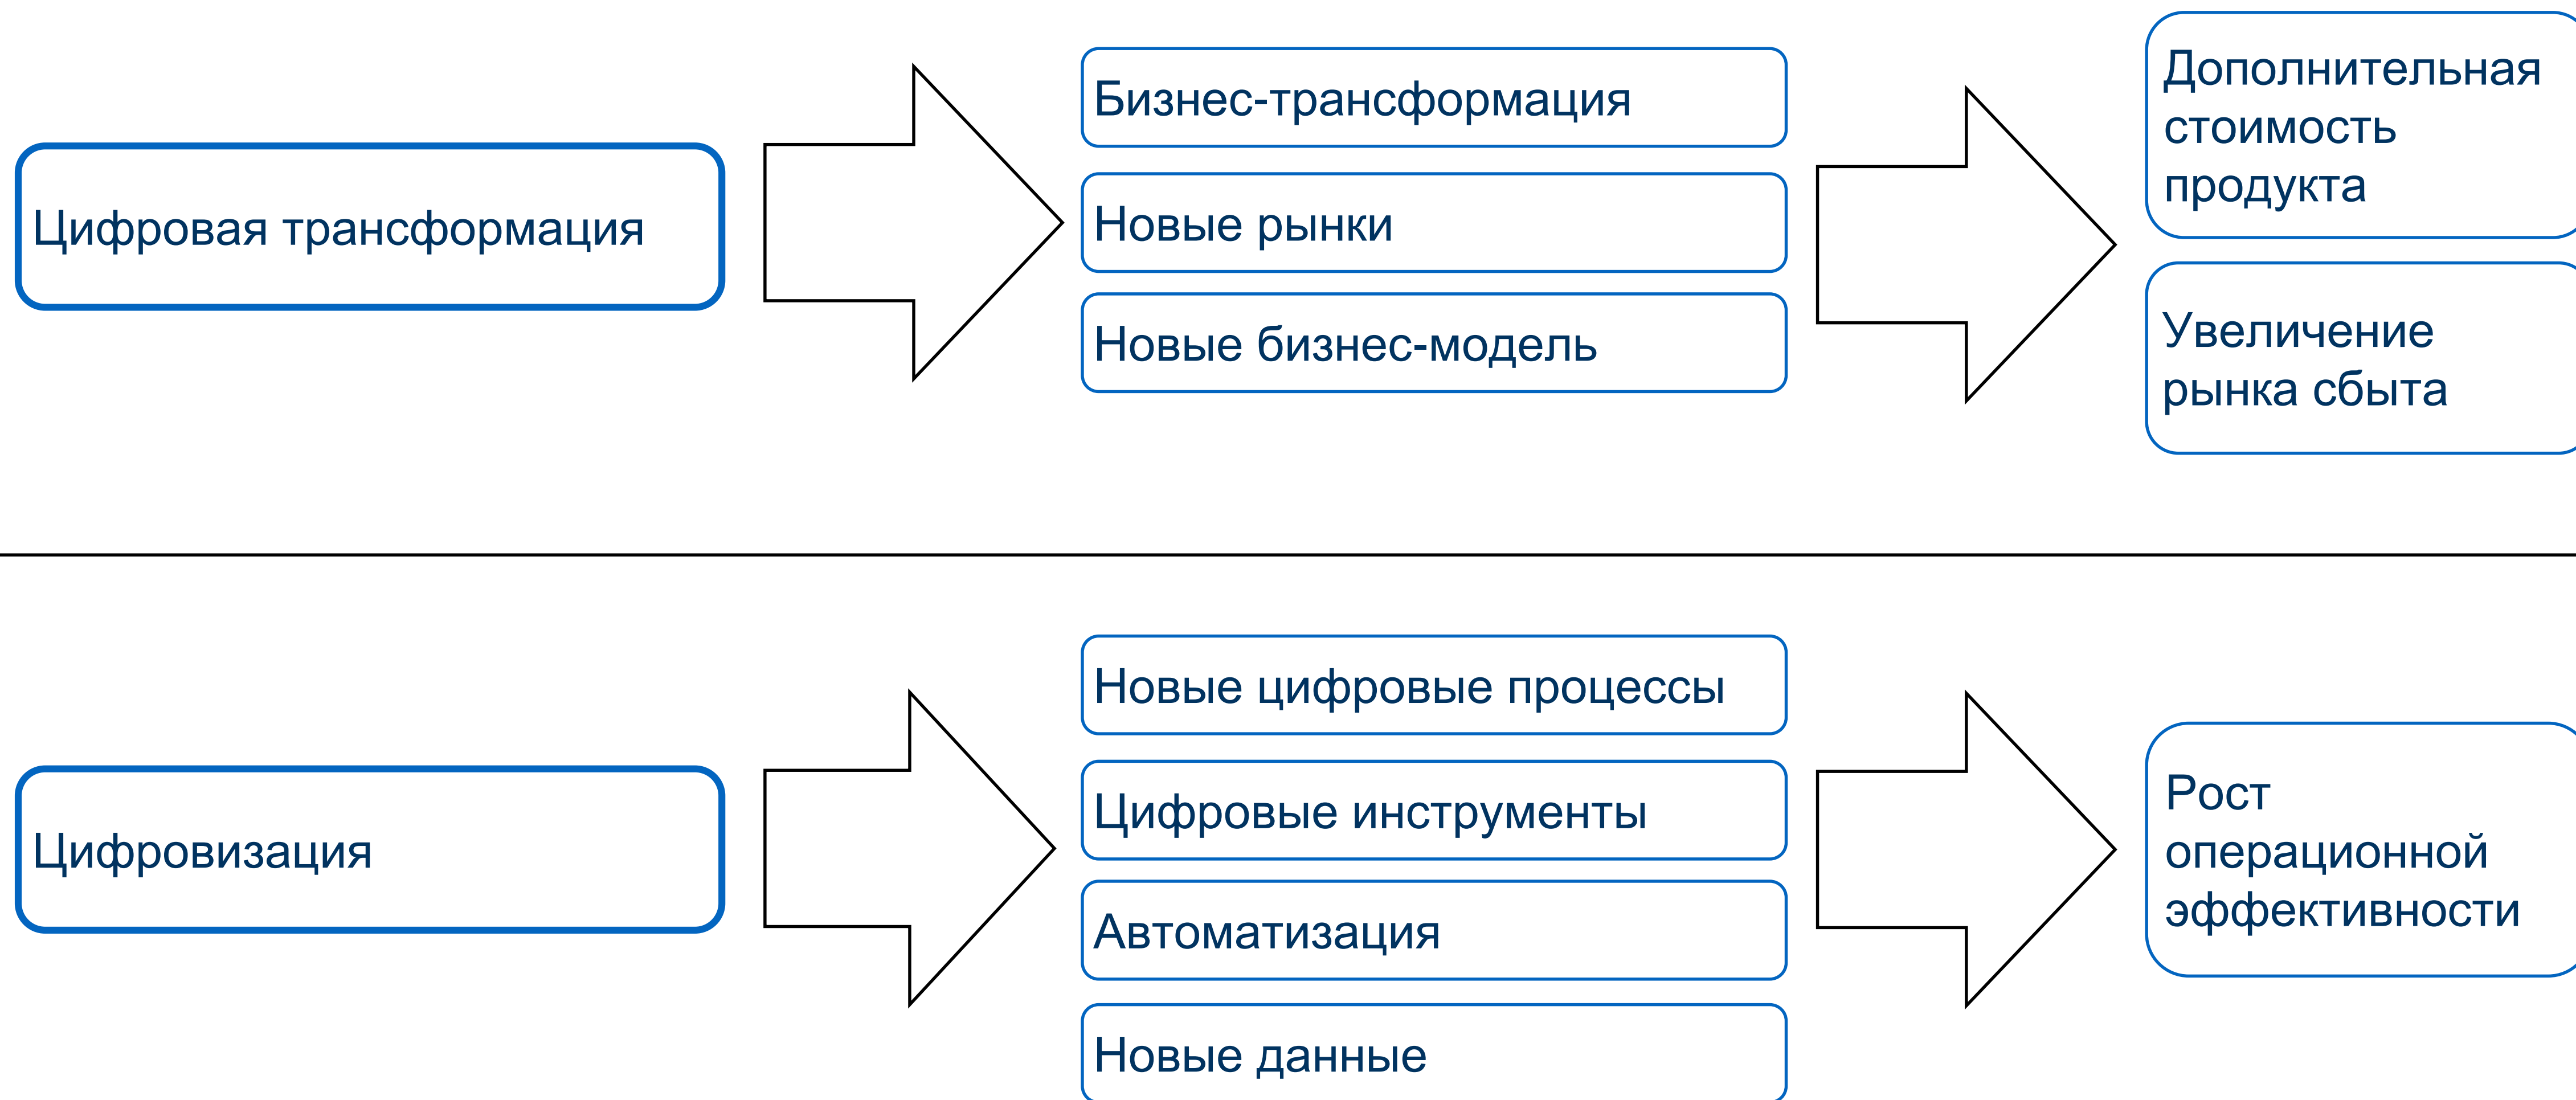 Цифровая трансформация
Бизнес-трансформация
Новые рынки
Новые бизнес-модель
Дополнительная
стоимость
продукта
Увеличение
рынка сбыта
Цифровизация
Новые цифровые процессы
Цифровые инструменты
Автоматизация
Новые данные
Рост
операционной
эффективности